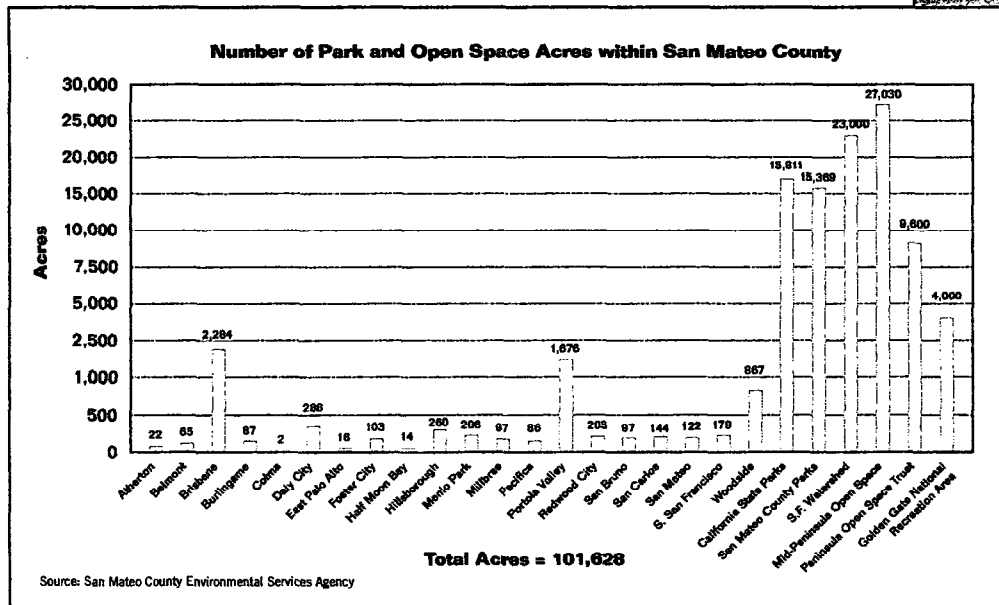 Number of Park and Open Space Acres within San Mateo County
30,000
25,000
20,000
15,000
10,000
7,500
5,000
2,500
1,000
500
0
Acres
22
65
2,284
87
2
288
16
103
14
260
206
97
86
1,676
203
97
144
122
179
867
15,811
15,369
23,000
27,030
9,600
4,000
Atherton
Belmont
Brisbane
Burlingame
Colma
Daly City
East Palo Alto
Foster City
Half Moon Bay
Hillsborough
Menlo Park
Millbrae
Pacifica
Portola Valley
Redwood City
San Bruno
San Carlos
San Mateo
S. San Francisco
Woodside
California State Parks
San Mateo County Parks
S.F. Watershed
Mid-Peninsula Open Space
Peninsula Open Space Trust
Golden Gate National
Recreation Area
Total Acres = 101,628
Source: San Mateo County Environmental Services Agency